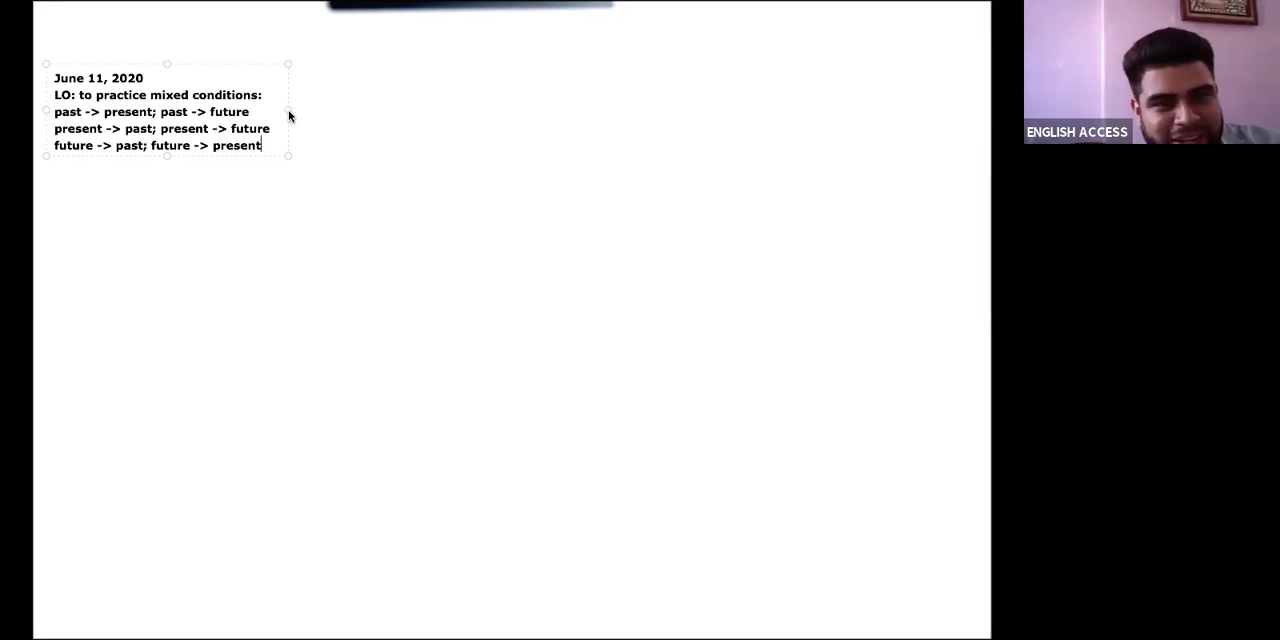 June 11, 2020
LO: to practice mixed conditions:
past -> present; past -> future
present -> past; present -> future
future -> past; future -> present
ENGLISH ACCESS